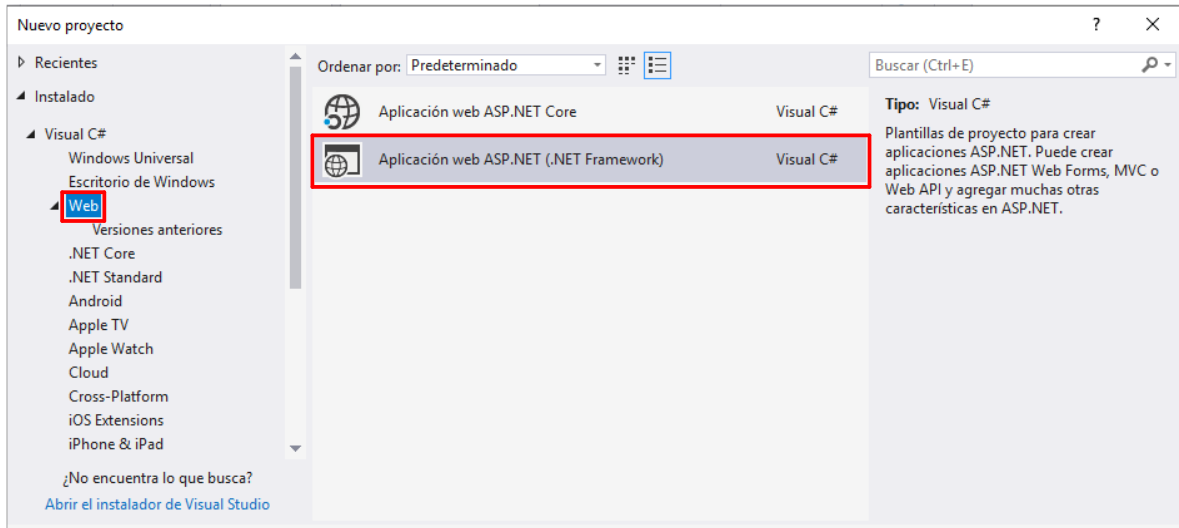 Nuevo proyecto
?
Recientes
Instalado
Visual C#
Windows Universal
Escritorio de Windows
Web
Versiones anteriores
.NET Core
.NET Standard
Android
Apple TV
Apple Watch
Cloud
Cross-Platform
iOS Extensions
iPhone & iPad
¿No encuentra lo que busca?
Abrir el instalador de Visual Studio
Ordenar por: Predeterminado
Aplicación web ASP.NET Core Visual C#
Aplicación web ASP.NET (.NET Framework) Visual C#
Buscar (Ctrl+E)
Tipo: Visual C#
Plantillas de proyecto para crear
aplicaciones ASP.NET. Puede crear
aplicaciones ASP.NET Web Forms, MVC o
Web API y agregar muchas otras
características en ASP.NET.